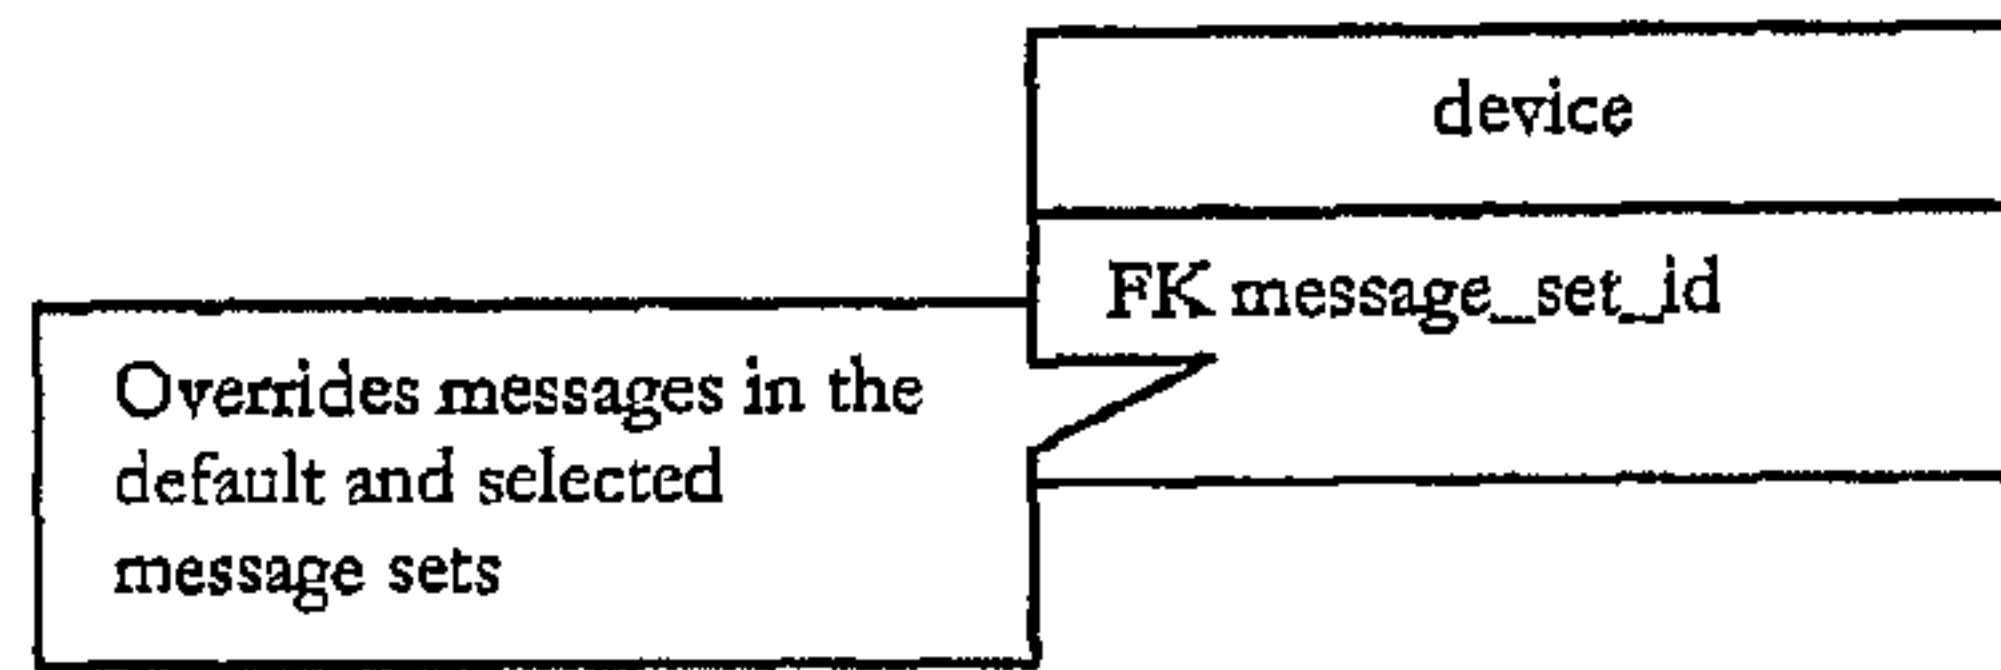 device
FK message_set_id
Overrides messages in the
default and selected
message sets